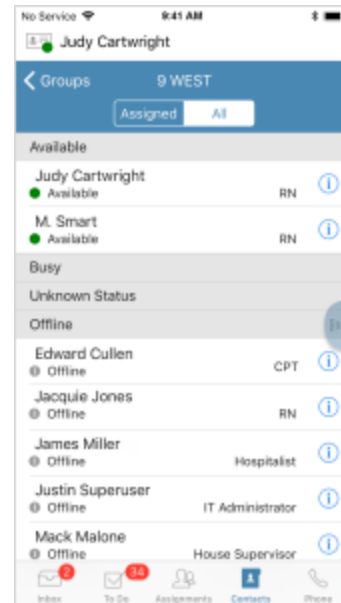 No Service 9:41 AM
Judy Cartwright
Groups 9 WEST
Assigned All
Available
Judy Cartwright
Available RN
M. Smart
Available RN
Busy
Unknown Status
Offline
Edward Cullen
Offline CPT
Jacquie Jones
Offline RN
James Miller
Offline Hospitalist
Justin Superuser
Offline IT Administrator
Mack Malone
Offline House Supervisor
2 34
Inbox To Do Assignments Contacts Phone